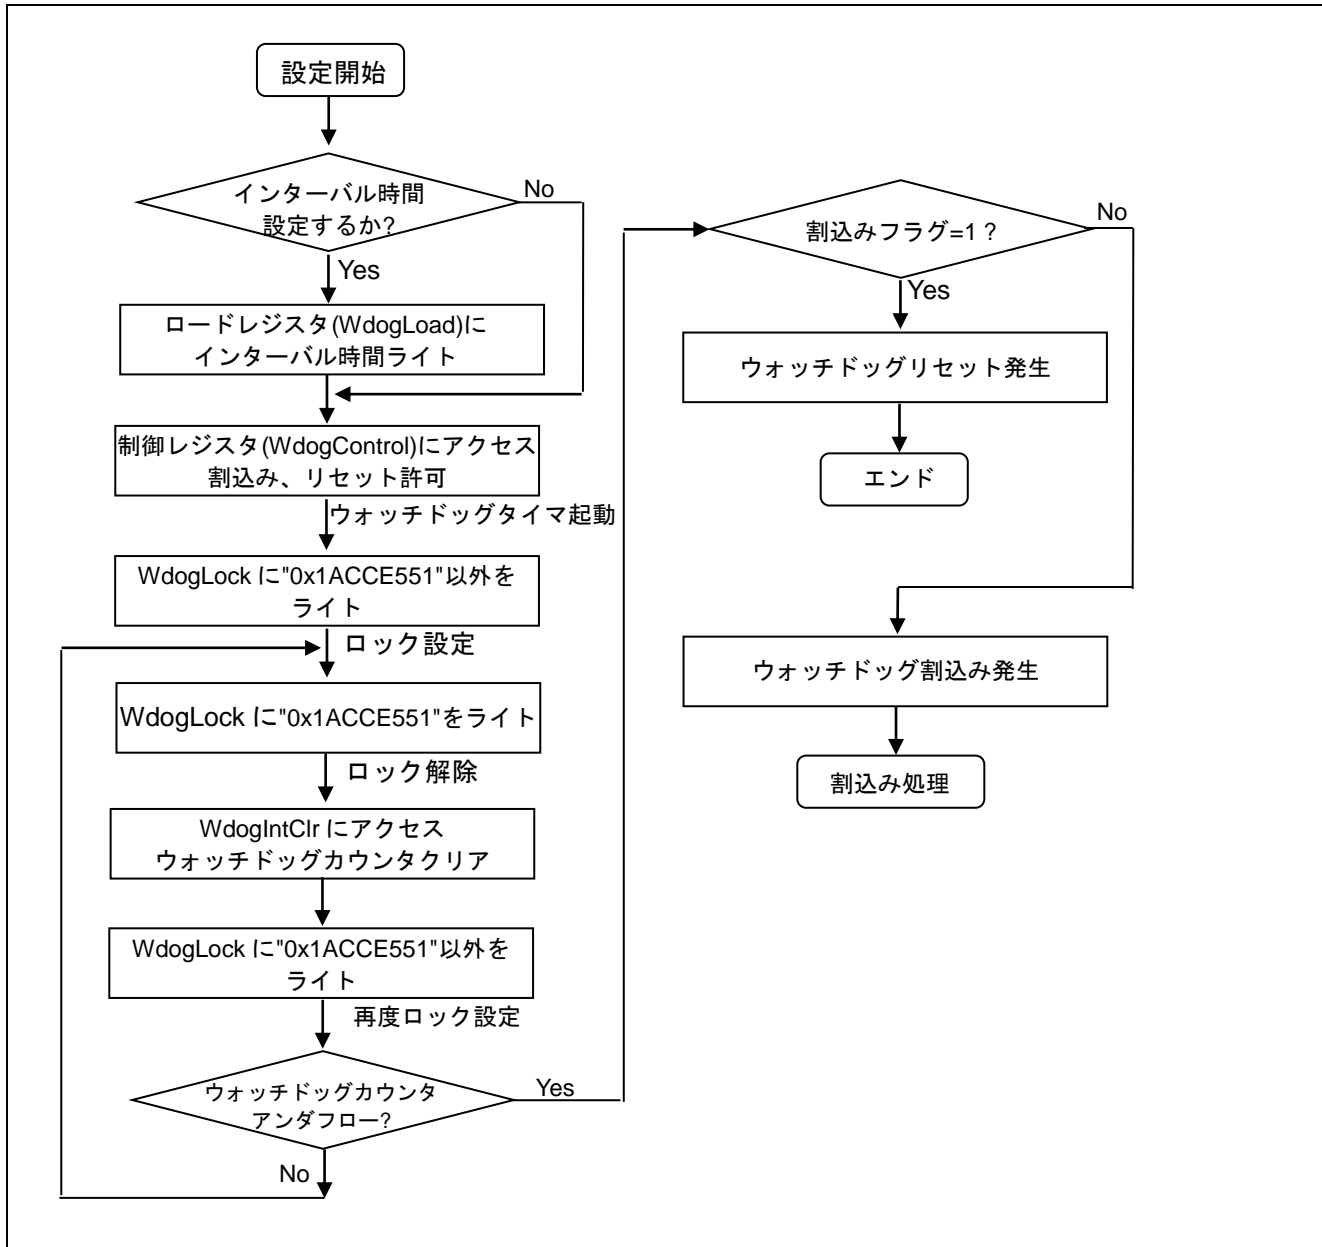 設定開始
インターバル時間
設定するか?
No
Yes
ロードレジスタ(WdogLoad)に
インターバル時間ライト
制御レジスタ(WdogControl)にアクセス
割込み、リセット許可
ウォッチドッグタイマ起動
WdogLock に"0x1ACCE551"以外を
ライト
ロック設定
WdogLock に"0x1ACCE551"をライト
ロック解除
WdogIntClr にアクセス
ウォッチドッグカウンタクリア
WdogLock に"0x1ACCE551"以外を
ライト
再度ロック設定
ウォッチドッグカウンタ
アンダフロー?
Yes
No
割込みフラグ=1 ?
No
Yes
ウォッチドッグリセット発生
エンド
ウォッチドッグ割込み発生
割込み処理